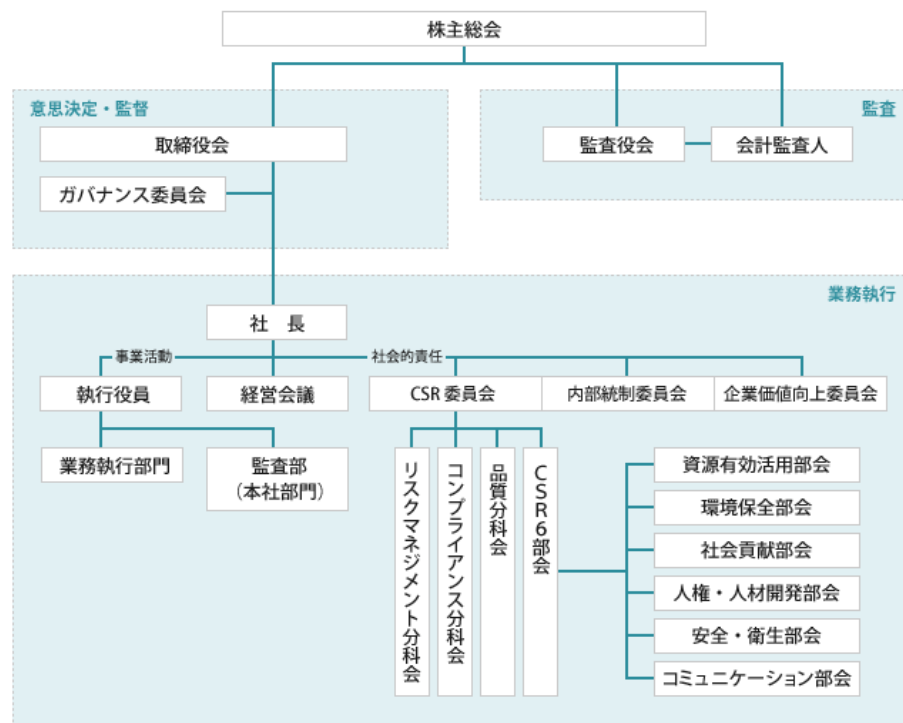 株主総会
意思決定・監督
監査
取締役会
監査役会
会計監査人
ガバナンス委員会
業務執行
社　長
事業活動
社会的責任
執行役員
経営会議
CSR 委員会
内部統制委員会
企業価値向上委員会
業務執行部門
監査部
（本社部門）
リスクマネジメント分科会
コンプライアンス分科会
品質分科会
CSR６部会
資源有効活用部会
環境保全部会
社会貢献部会
人権・人材開発部会
安全・衛生部会
コミュニケーション部会